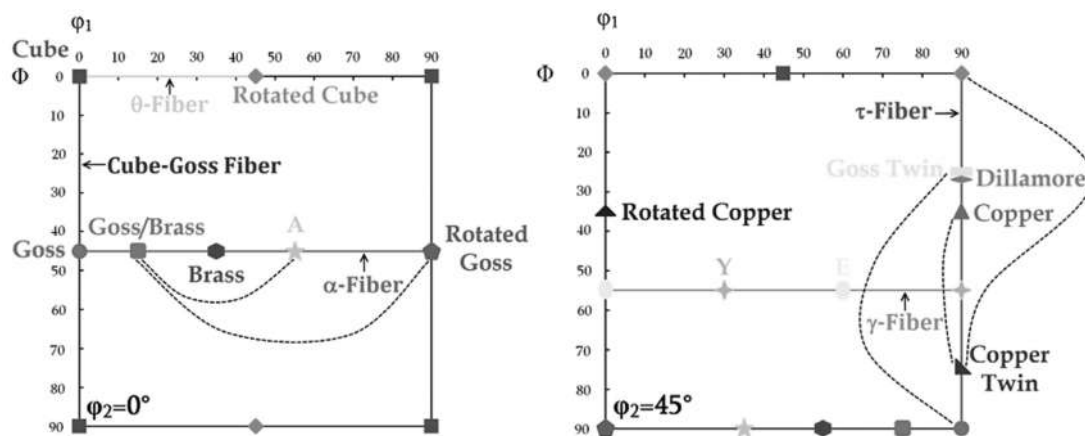 φ1
Cube
0 10 20 30 40 50 60 70 80 90
Φ 0
θ-Fiber
Rotated Cube
10
20
Cube-Goss Fiber
30
40
Goss/Brass
A
Goss
Rotated
Goss
Brass
α-Fiber
50
60
70
80
90
φ2=0°
φ1
0 10 20 30 40 50 60 70 80 90
Φ 0
τ-Fiber
10
20
Goss Twin
Dillamore
30
Rotated Copper
Copper
40
Y
E
50
γ-Fiber
60
70
Copper
Twin
80
90
φ2=45°